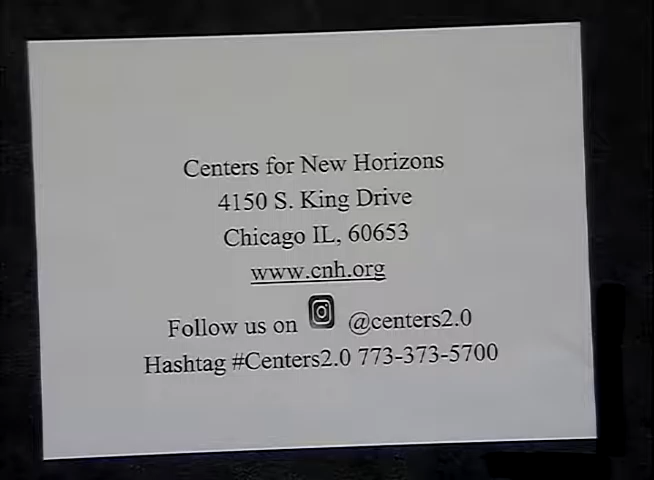 Centers for New Horizons
4150 S. King Drive
Chicago IL, 60653
www.cnh.org
Follow us on @centers2.0
Hashtag #Centers2.0 773-373-5700